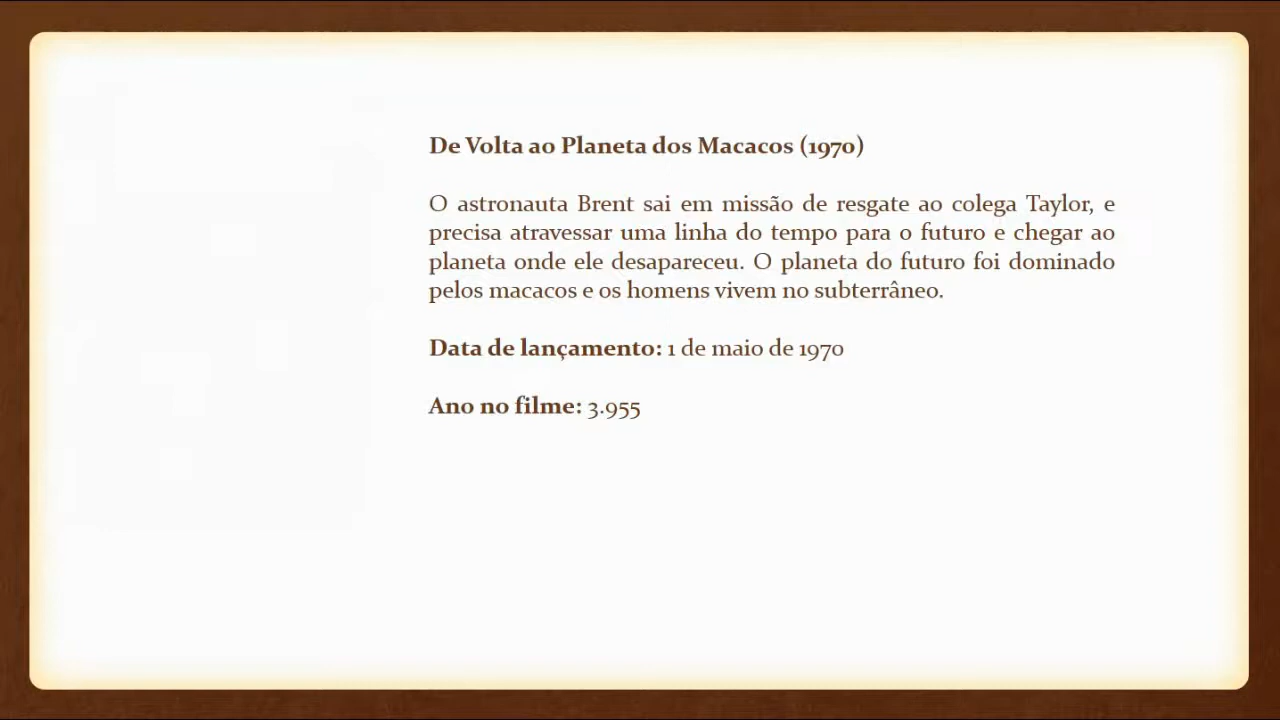 De Volta ao Planeta dos Macacos (1970)
O astronauta Brent sai em missão de resgate ao colega Taylor, e
precisa atravessar uma linha do tempo para o futuro e chegar ao
planeta onde ele desapareceu. O planeta do futuro foi dominado
pelos macacos e os homens vivem no subterrâneo.
Data de lançamento: 1 de maio de 1970
Ano no filme: 3.955